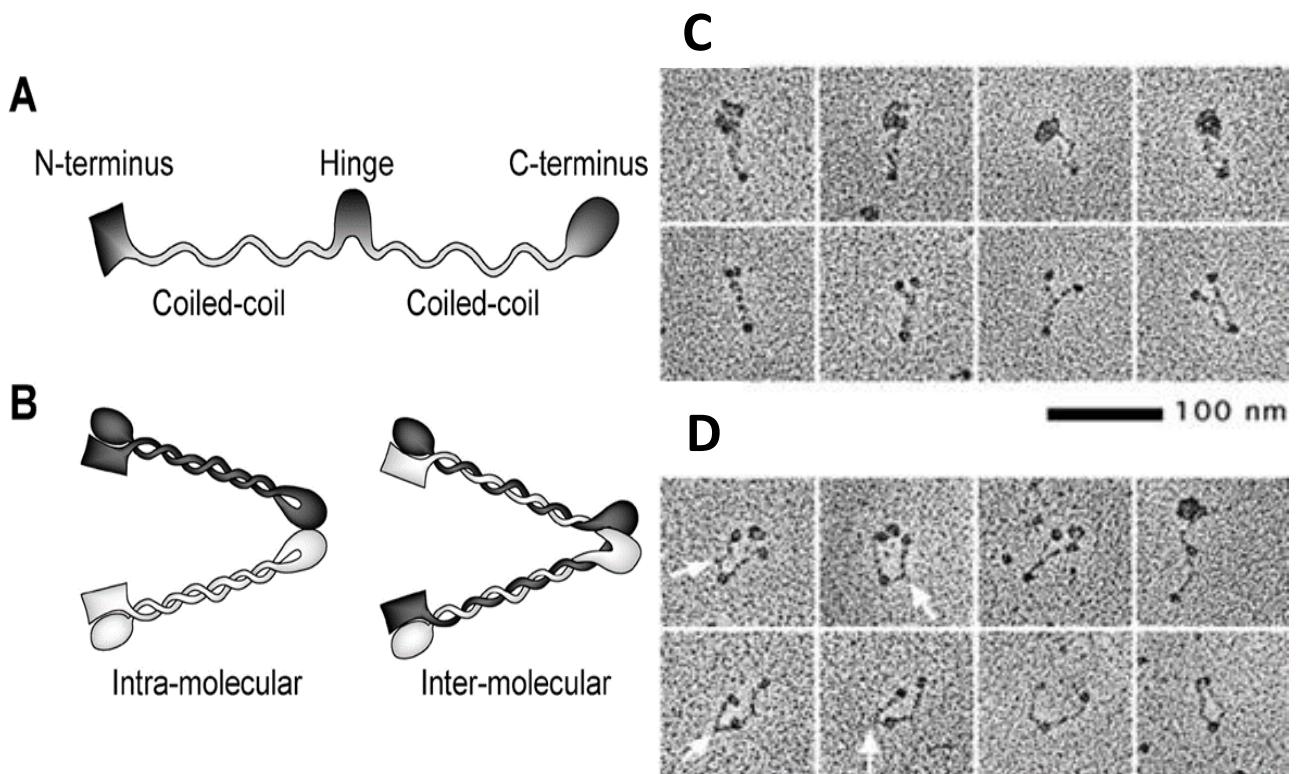 A
N-terminus
Hinge
C-terminus
Coiled-coil
Coiled-coil
B
Intra-molecular
Inter-molecular
C
100 nm
D